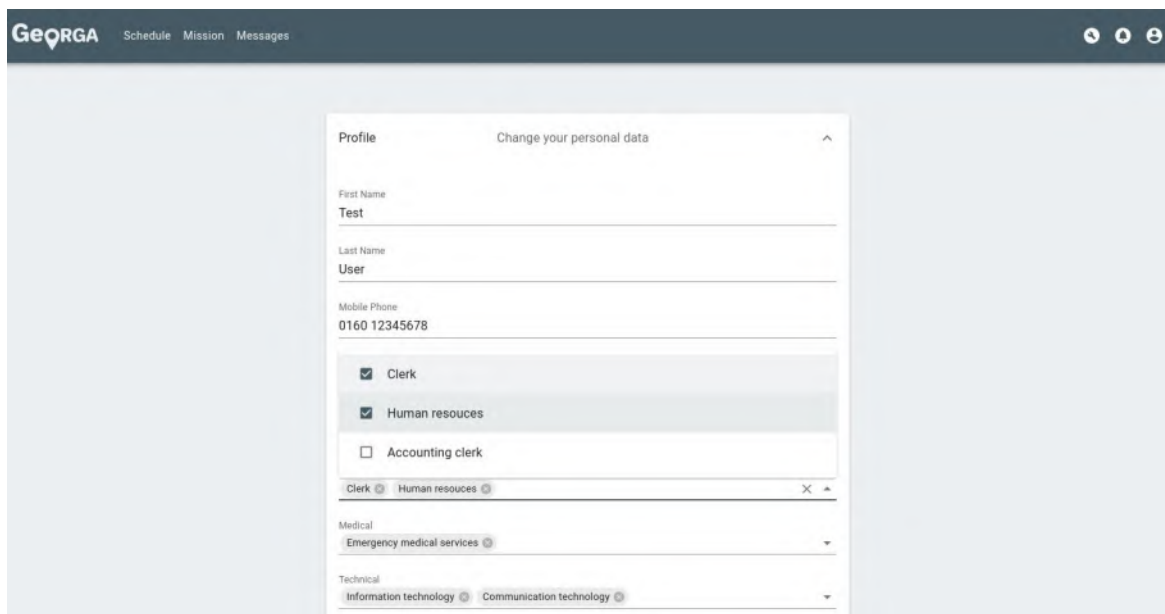 GeORGA Schedule Mission Messages
Profile Change your personal data
First Name
Test
Last Name
User
Mobile Phone
0160 12345678
Clerk
Human resouces
Accounting clerk
Clerk Human resouces
Medical
Emergency medical services
Technical
Information technology Communication technology